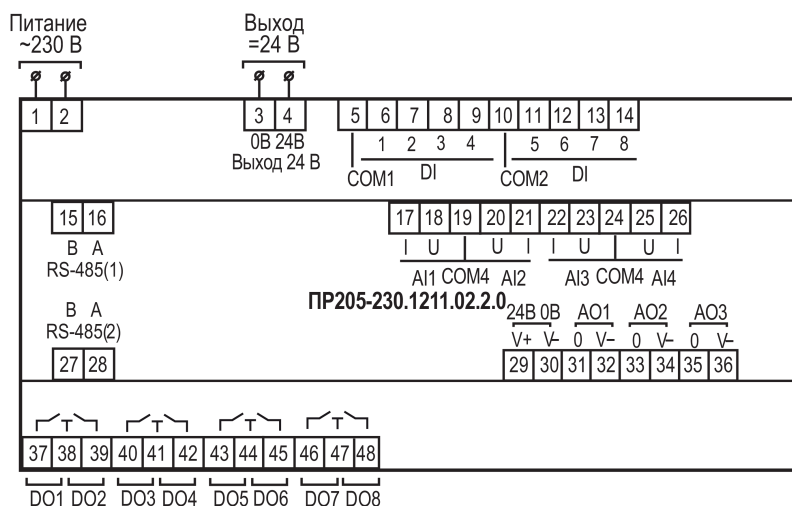 Питание Выход
~230 В =24 В
1 2 3 4 5 6 7 8 9 10 11 12 13 14
0В 24В 1 2 3 4 5 6 7 8
Выход 24 В COM1 DI COM2 DI
15 16 17 18 19 20 21 22 23 24 25 26
B A I U U I I U U I
RS-485(1) AI1 COM4 AI2 AI3 COM4 AI4
ПР205-230.1211.02.2.0
B A 24В 0В AO1 AO2 AO3
RS-485(2) V+ V– 0 V– 0 V– 0 V–
27 28 29 30 31 32 33 34 35 36
37 38 39 40 41 42 43 44 45 46 47 48
DO1 DO2 DO3 DO4 DO5 DO6 DO7 DO8